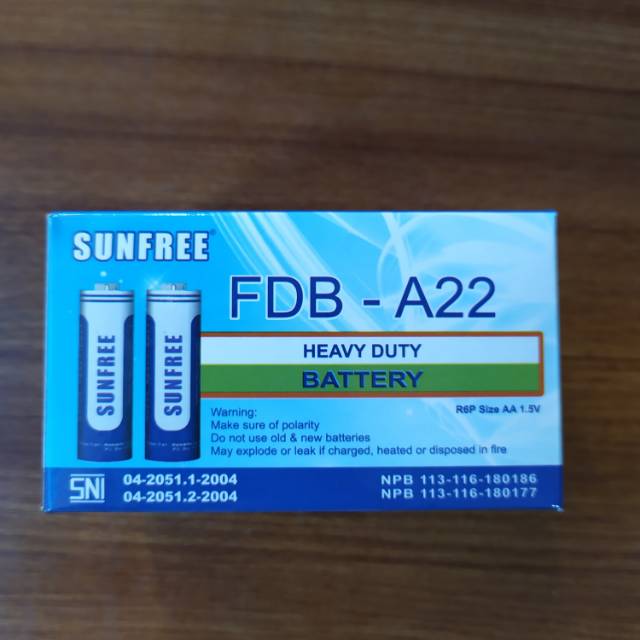 SUNFREE®
FDB - A22
SUNFREE
SUNFREE
HEAVY DUTY
BATTERY
R6P Size AA 1.5V
Warning:
Make sure of polarity
Do not use old & new batteries
May explode or leak if charged, heated or disposed in fire
SNI
04-2051.1-2004
04-2051.2-2004
NPB 113-116-180186
NPB 113-116-180177